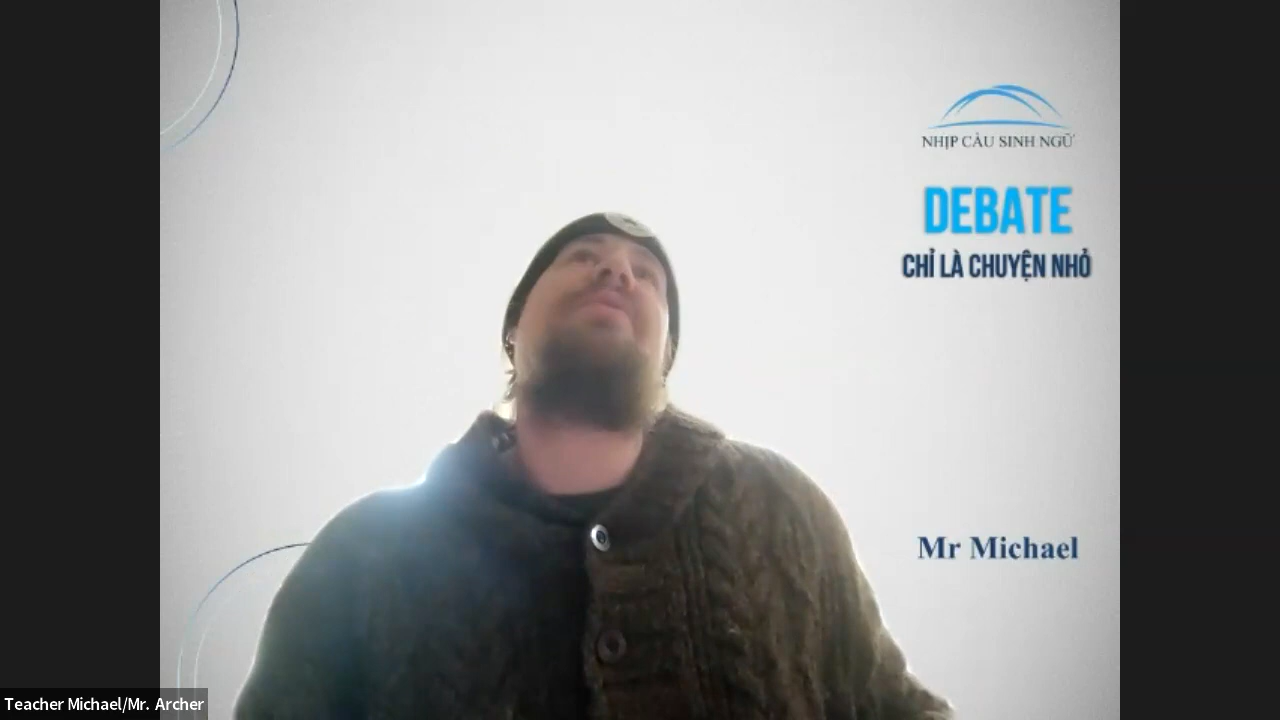 NHỊP CẦU SINH NGỮ
DEBATE
CHỈ LÀ CHUYỆN NHỎ
Mr Michael
Teacher Michael/Mr. Archer